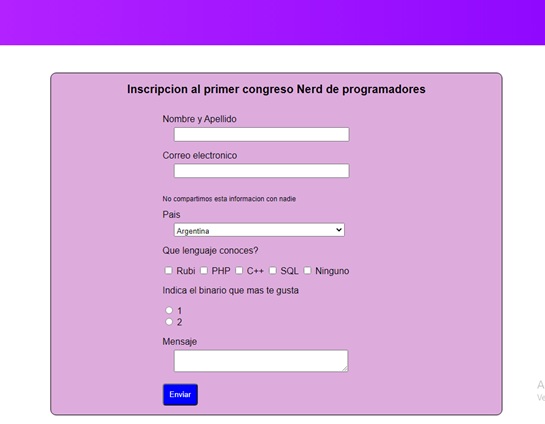 Inscripcion al primer congreso Nerd de programadores
Nombre y Apellido
Correo electronico
No compartimos esta informacion con nadie
Pais
Argentina
Que lenguaje conoces?
Rubi PHP C++ SQL Ninguno
Indica el binario que mas te gusta
1
2
Mensaje
Enviar